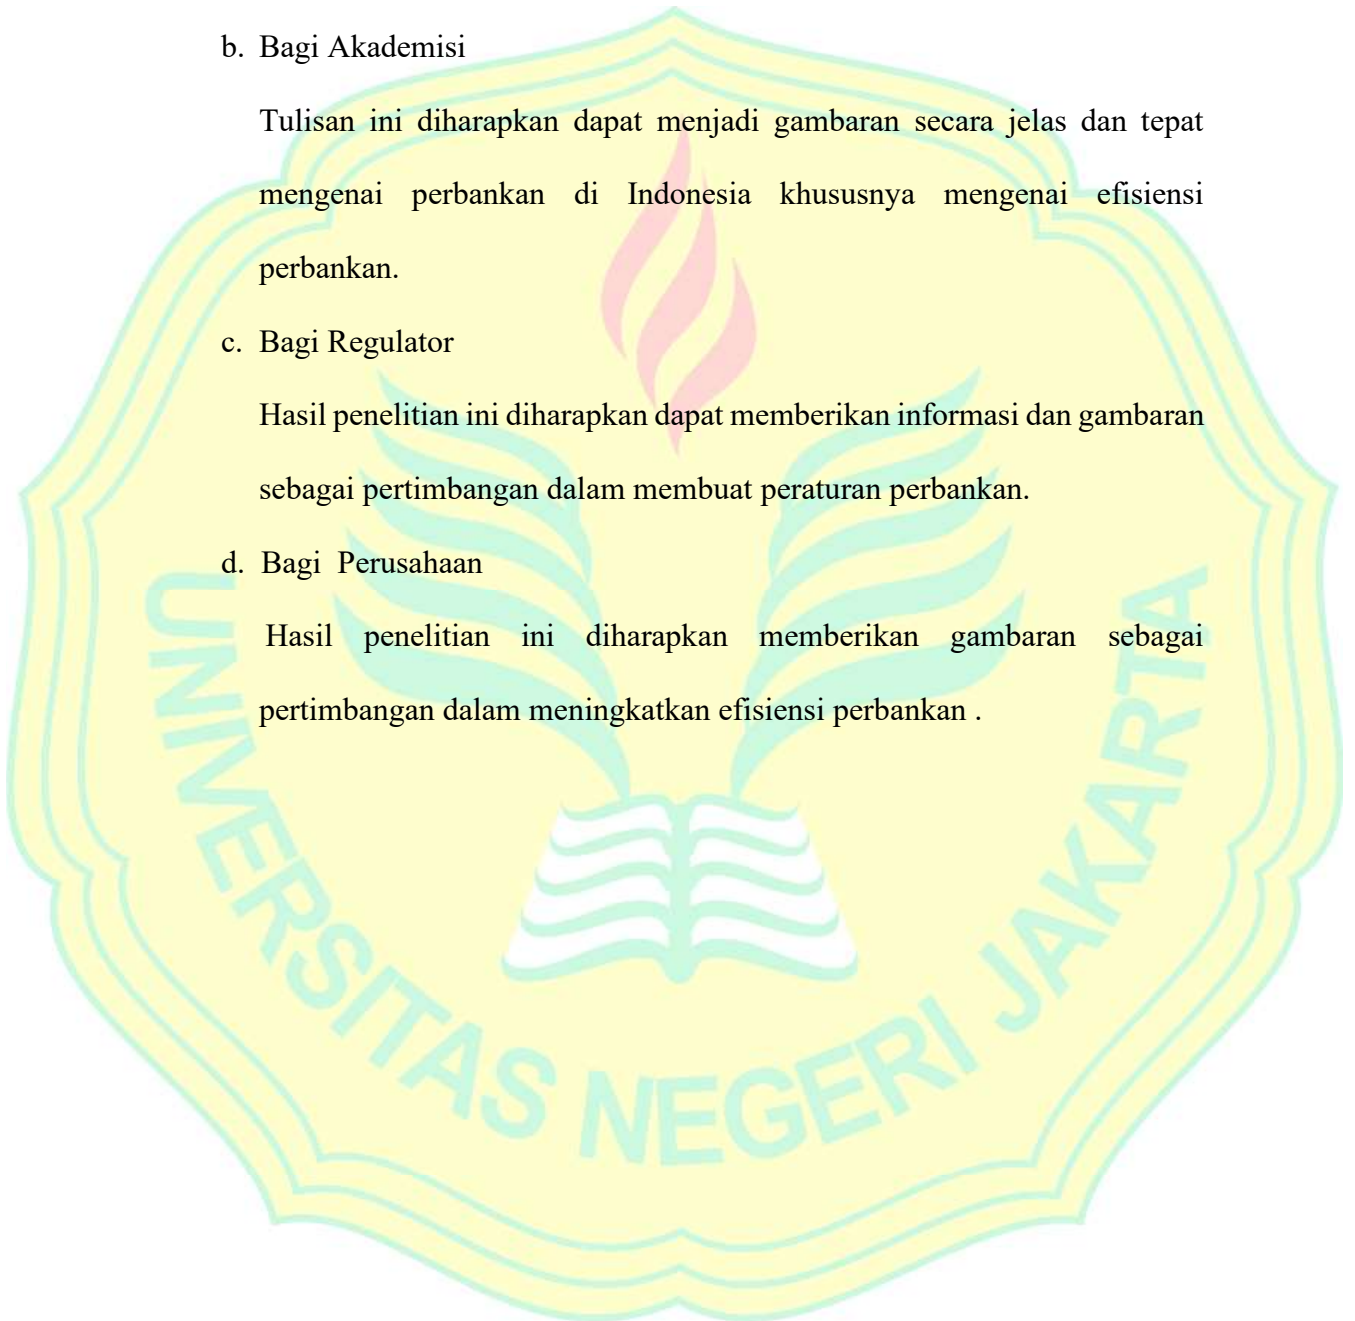 b. Bagi Akademisi
Tulisan ini diharapkan dapat menjadi gambaran secara jelas dan tepat
mengenai perbankan di Indonesia khususnya mengenai efisiensi
perbankan.
c. Bagi Regulator
Hasil penelitian ini diharapkan dapat memberikan informasi dan gambaran
sebagai pertimbangan dalam membuat peraturan perbankan.
d. Bagi Perusahaan
Hasil penelitian ini diharapkan memberikan gambaran sebagai
pertimbangan dalam meningkatkan efisiensi perbankan .
UNIVERSITAS NEGERI JAKARTA